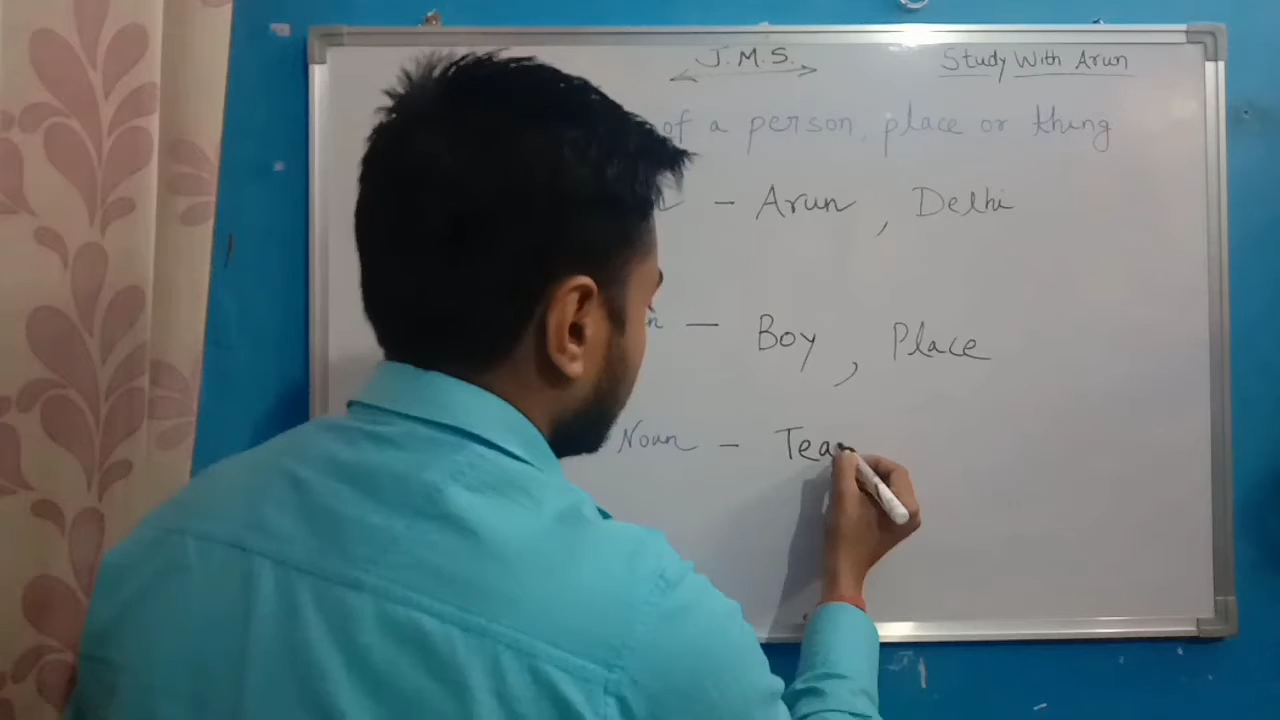 J.M.S.
Study With Arun
of a person, place or thing
- Arun, Delhi
- Boy, Place
Noun - Tea